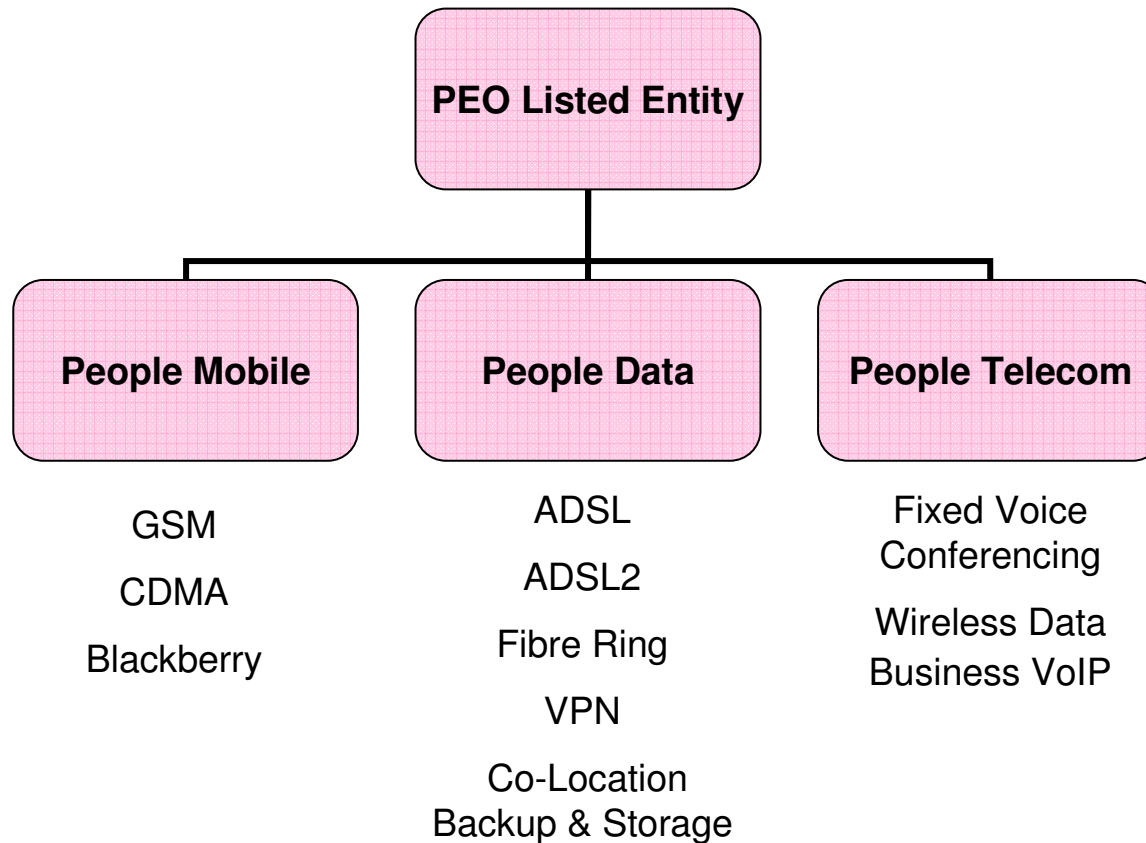 PEO Listed Entity
People Mobile
People Data
People Telecom
GSM
CDMA
Blackberry
ADSL
ADSL2
Fibre Ring
VPN
Co-Location
Backup & Storage
Fixed Voice
Conferencing
Wireless Data
Business VoIP